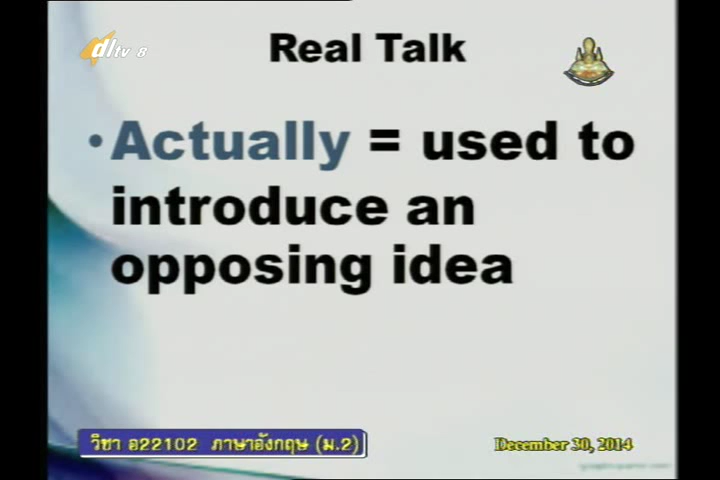 dltv 8
Real Talk
•Actually = used to
introduce an
opposing idea
วิชา อ22102 ภาษาอังกฤษ (ม.2)
December 30, 2014